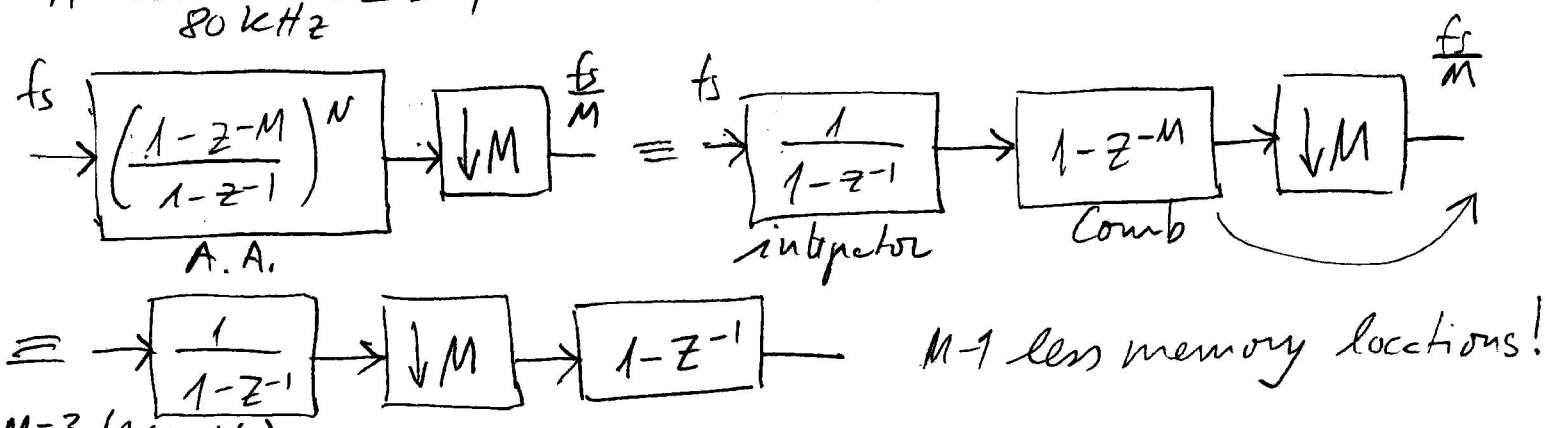 80 kHz
fs (1-z-M / 1-z-1)N ↓M fs/M ≡ fs 1 / 1-z-1 1-z-M ↓M fs/M
A.A. integrator Comb
≡ 1 / 1-z-1 ↓M 1-z-1 M-1 less memory locations!